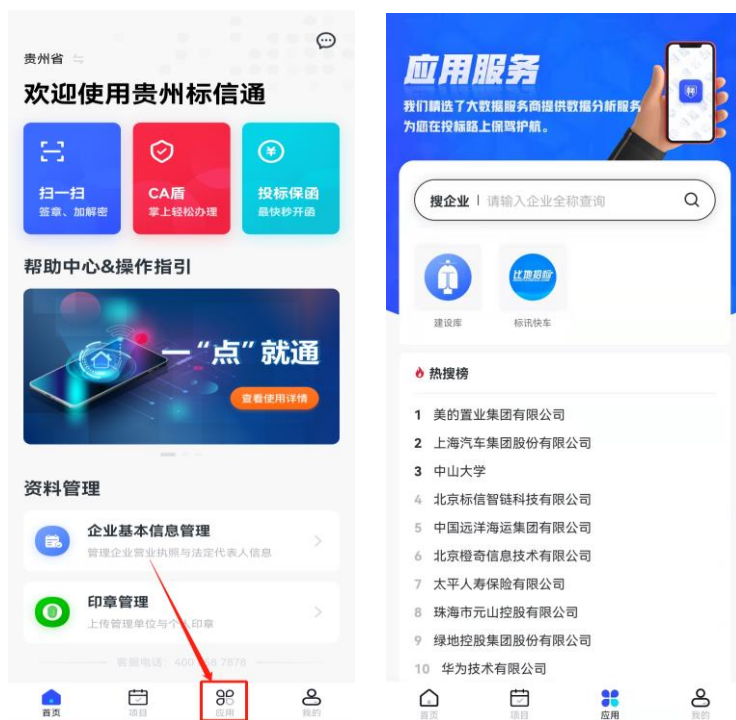 贵州省
欢迎使用贵州标信通
扫一扫
签章、加解密
CA盾
掌上轻松办理
投标保函
最快秒开函
帮助中心&操作指引
一“点”就通
查看使用详情
资料管理
企业基本信息管理
管理企业营业执照与法定代表人信息
印章管理
上传管理单位与个人印章
客服电话：400 7878
首页
项目
应用
我的
应用服务
我们精选了大数据服务商提供数据分析服务
为您在投标路上保驾护航。
搜企业 | 请输入企业全称查询
比地招标
建设库
标讯快车
热搜榜
1 美的置业集团有限公司
2 上海汽车集团股份有限公司
3 中山大学
4 北京标信智链科技有限公司
5 中国远洋海运集团有限公司
6 北京橙奇信息技术有限公司
7 太平人寿保险有限公司
8 珠海市元山控股有限公司
9 绿地控股集团股份有限公司
10 华为技术有限公司
首页
项目
应用
我的